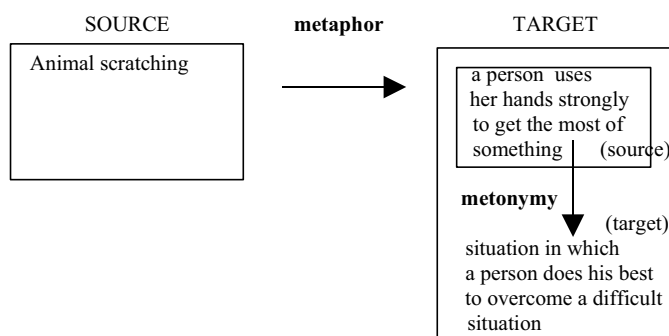 SOURCE metaphor TARGET
Animal scratching
a person uses
her hands strongly
to get the most of
something (source)
metonymy
(target)
situation in which
a person does his best
to overcome a difficult
situation